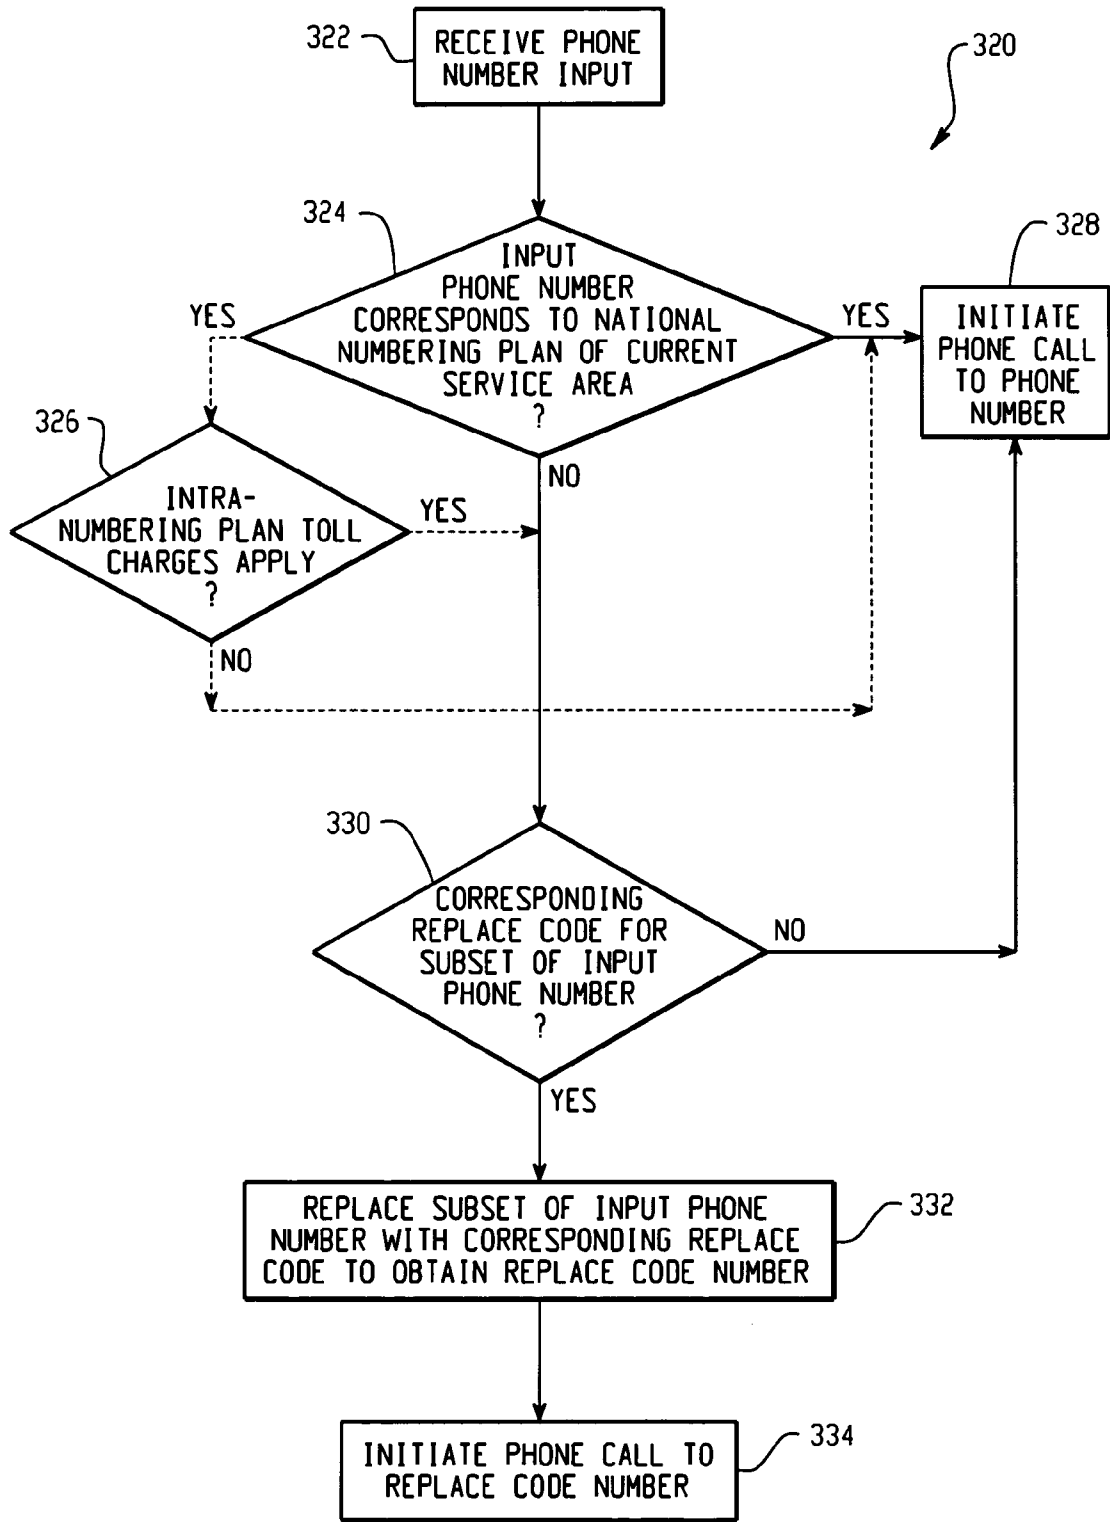 322
RECEIVE PHONE
NUMBER INPUT
320
324
INPUT
PHONE NUMBER
CORRESPONDS TO NATIONAL
NUMBERING PLAN OF CURRENT
SERVICE AREA
?
YES
YES
328
INITIATE
PHONE CALL
TO PHONE
NUMBER
NO
326
INTRA-
NUMBERING PLAN TOLL
CHARGES APPLY
?
YES
NO
330
CORRESPONDING
REPLACE CODE FOR
SUBSET OF INPUT
PHONE NUMBER
?
NO
YES
REPLACE SUBSET OF INPUT PHONE
NUMBER WITH CORRESPONDING REPLACE
CODE TO OBTAIN REPLACE CODE NUMBER
332
INITIATE PHONE CALL TO
REPLACE CODE NUMBER
334